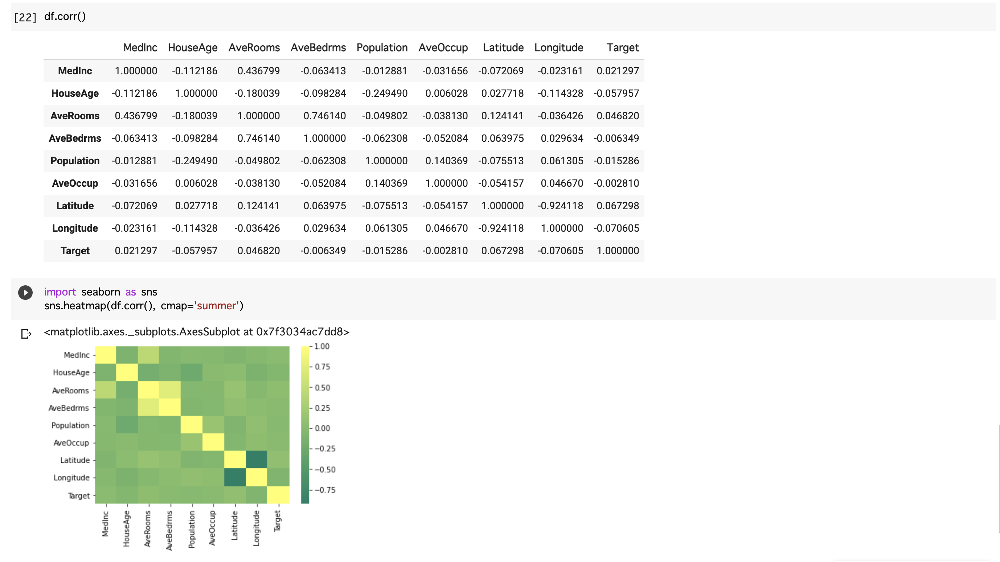 [22] df.corr()
MedInc HouseAge AveRooms AveBedrms Population AveOccup Latitude Longitude Target
MedInc 1.000000 -0.112186 0.436799 -0.063413 -0.012881 -0.031656 -0.072069 -0.023161 0.021297
HouseAge -0.112186 1.000000 -0.180039 -0.098284 -0.249490 0.006028 0.027718 -0.114328 -0.057957
AveRooms 0.436799 -0.180039 1.000000 0.746140 -0.049802 -0.038130 0.124141 -0.036426 0.046820
AveBedrms -0.063413 -0.098284 0.746140 1.000000 -0.062308 -0.052084 0.063975 0.029634 -0.006349
Population -0.012881 -0.249490 -0.049802 -0.062308 1.000000 0.140369 -0.075513 0.061305 -0.015286
AveOccup -0.031656 0.006028 -0.038130 -0.052084 0.140369 1.000000 -0.054157 0.046670 -0.002810
Latitude -0.072069 0.027718 0.124141 0.063975 -0.075513 -0.054157 1.000000 -0.924118 0.067298
Longitude -0.023161 -0.114328 -0.036426 0.029634 0.061305 0.046670 -0.924118 1.000000 -0.070605
Target 0.021297 -0.057957 0.046820 -0.006349 -0.015286 -0.002810 0.067298 -0.070605 1.000000
import seaborn as sns
sns.heatmap(df.corr(), cmap='summer')
<matplotlib.axes._subplots.AxesSubplot at 0x7f3034ac7dd8>
MedInc
HouseAge
AveRooms
AveBedrms
Population
AveOccup
Latitude
Longitude
Target
MedInc
HouseAge
AveRooms
AveBedrms
Population
AveOccup
Latitude
Longitude
Target
1.00
0.75
0.50
0.25
0.00
−0.25
−0.50
−0.75